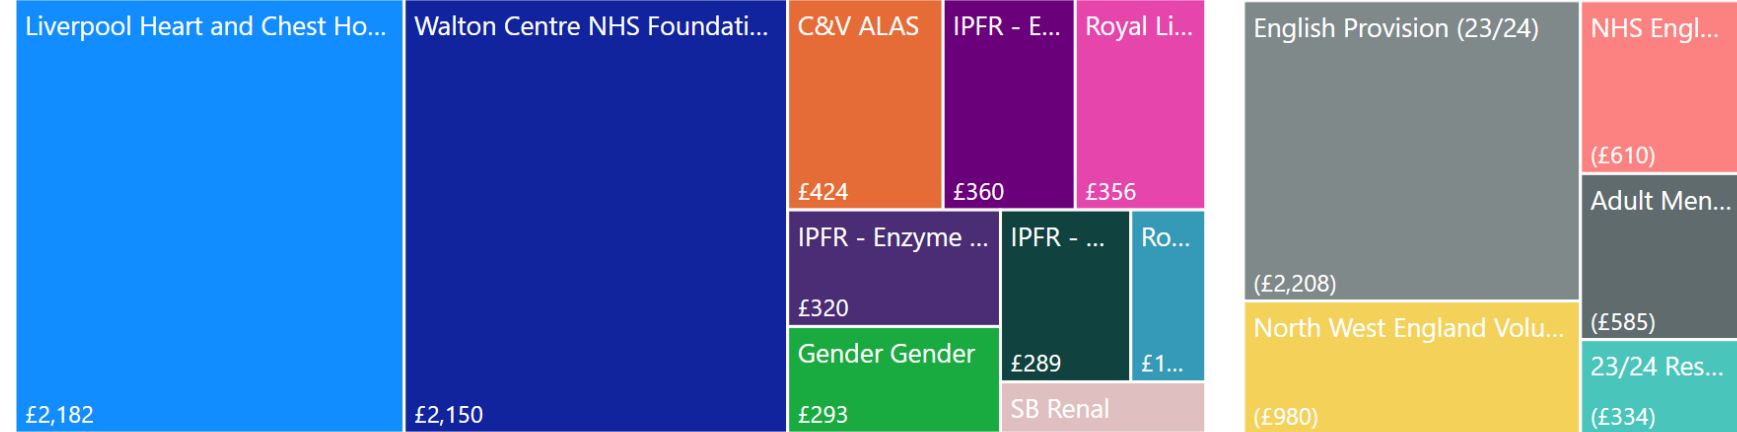 Liverpool Heart and Chest Ho...
£2,182
Walton Centre NHS Foundati...
£2,150
C&V ALAS
£424
IPFR - E...
£360
Royal Li...
£356
IPFR - Enzyme ...
£320
Gender Gender
£293
IPFR - ...
£289
Ro...
£1...
SB Renal
English Provision (23/24)
(£2,208)
North West England Volu...
(£980)
NHS Engl...
(£610)
Adult Men...
(£585)
23/24 Res...
(£334)